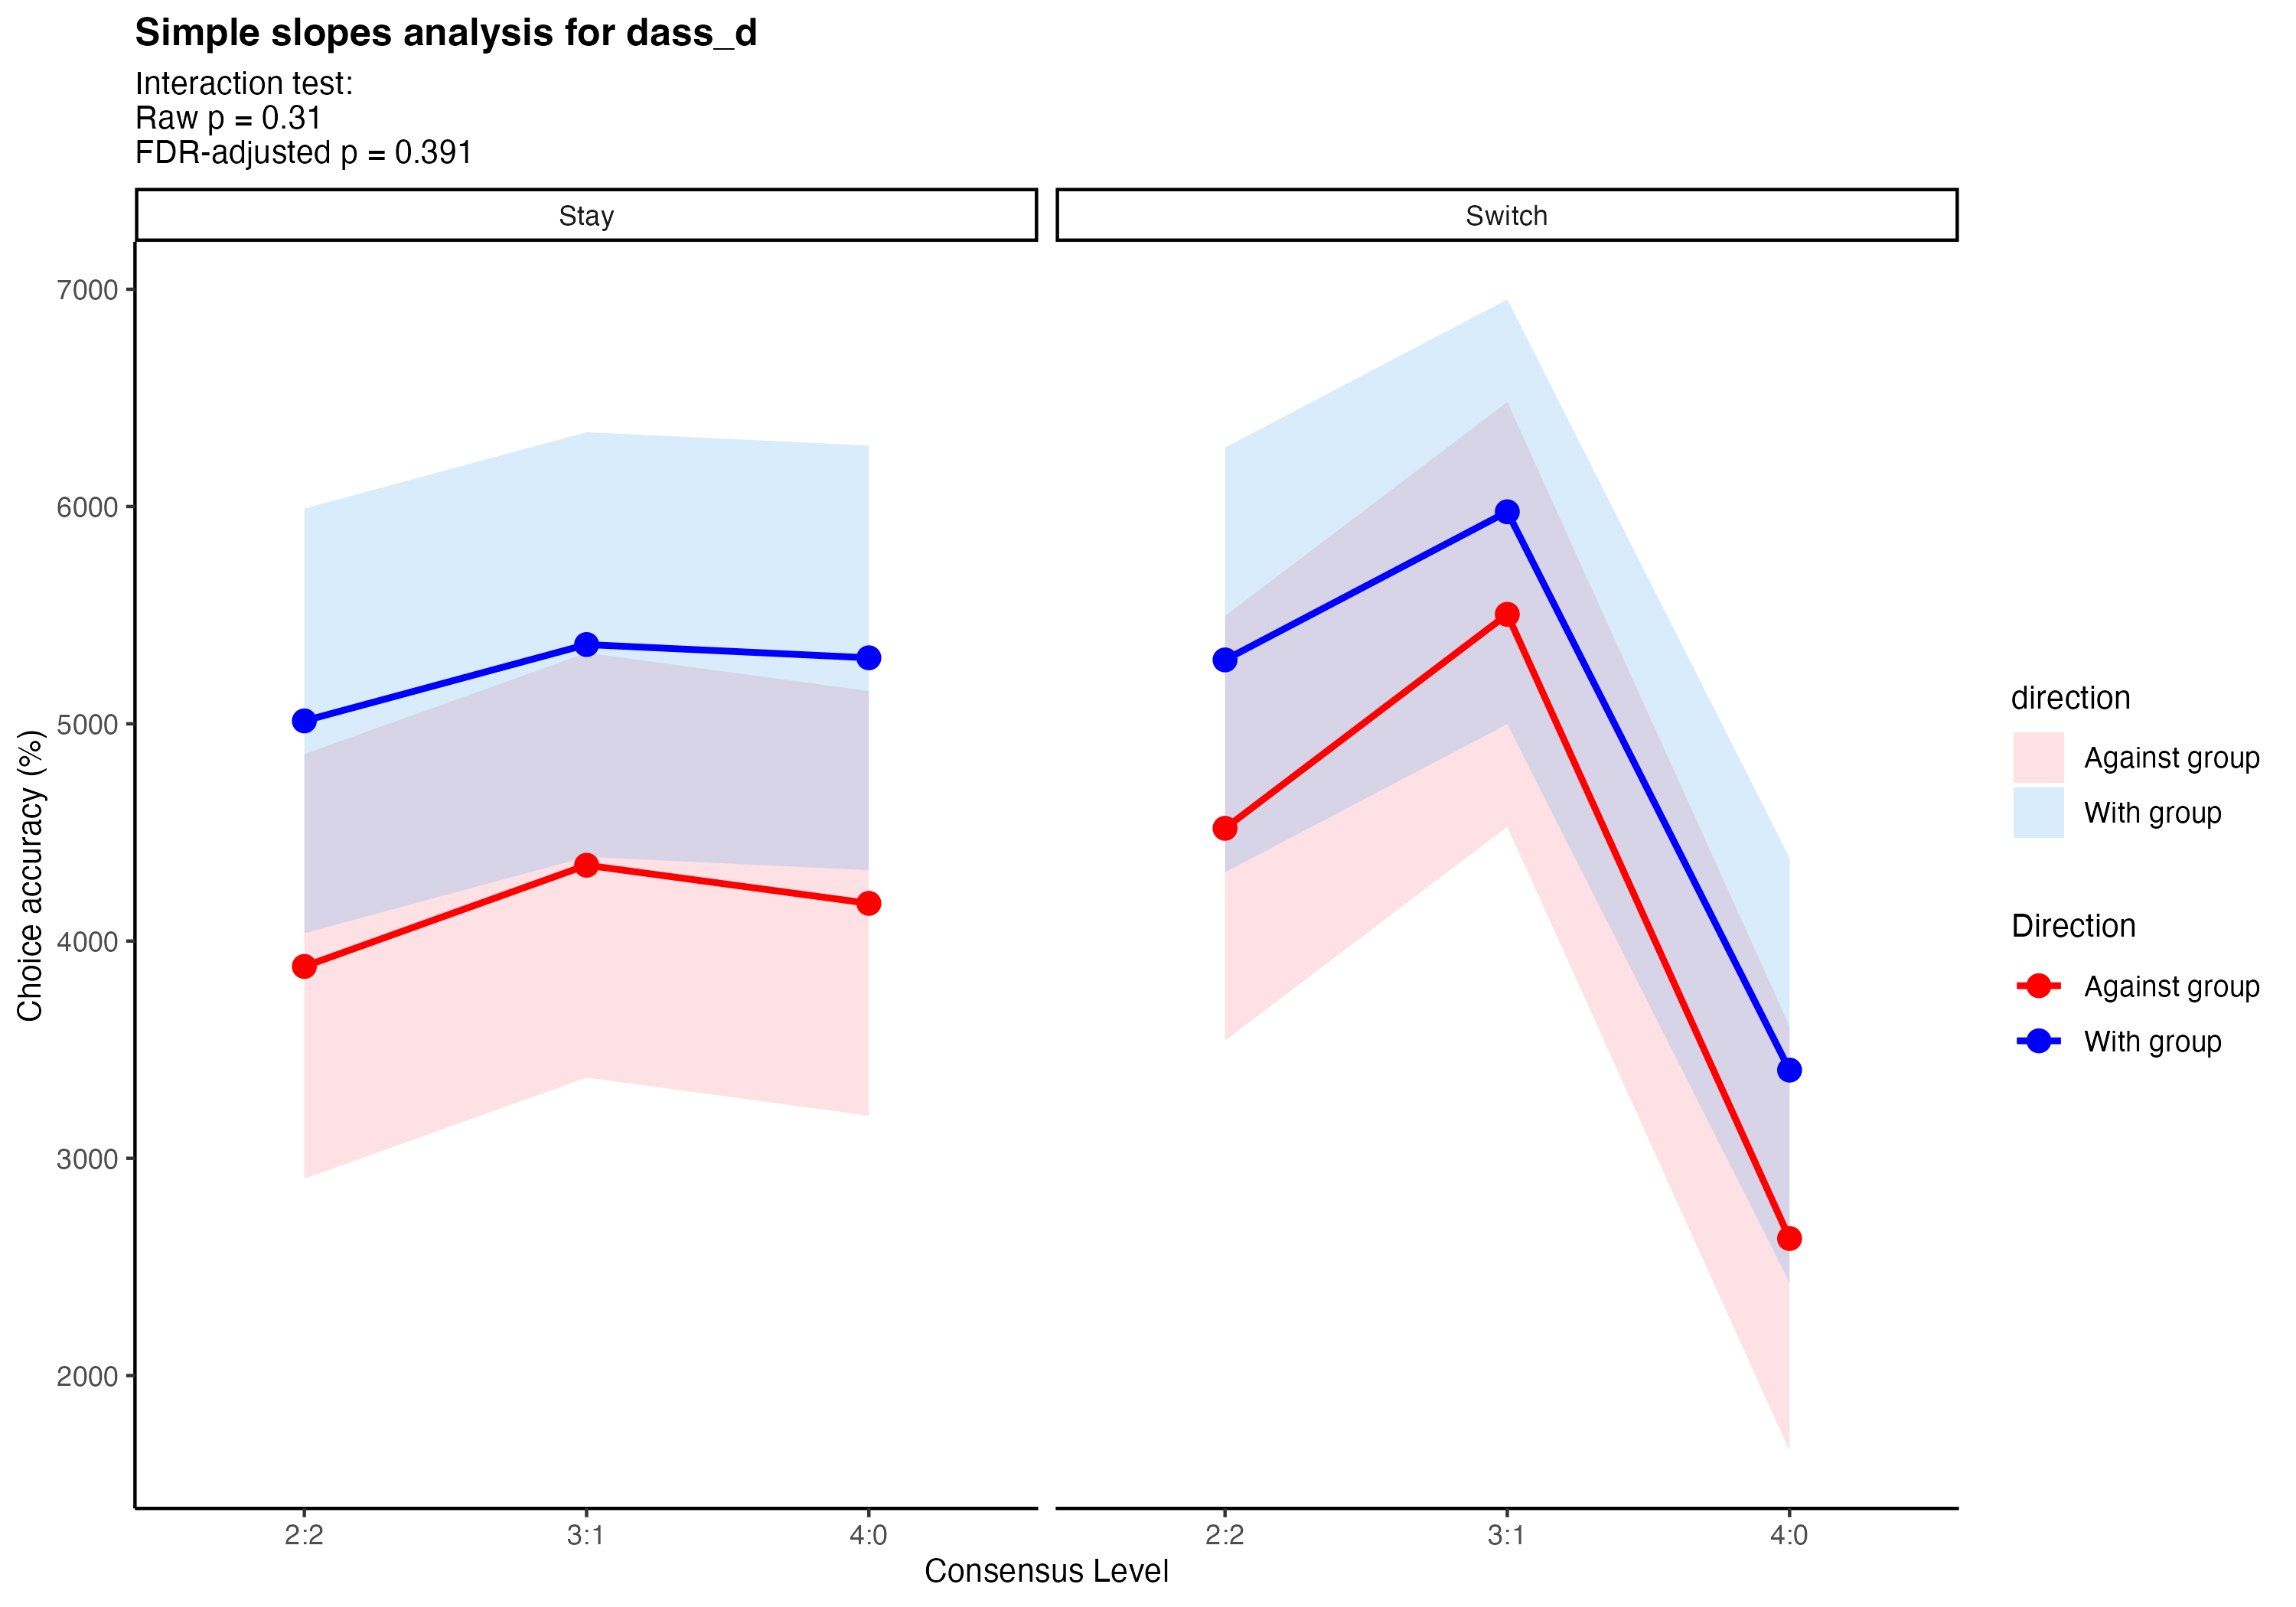 Simple slopes analysis for dass_d
Interaction test:
Raw p = 0.31
FDR-adjusted p = 0.391
Stay
Switch
7000
6000
5000
4000
3000
2000
Choice accuracy (%)
2:2
3:1
4:0
2:2
3:1
4:0
Consensus Level
direction
Against group
With group
Direction
Against group
With group